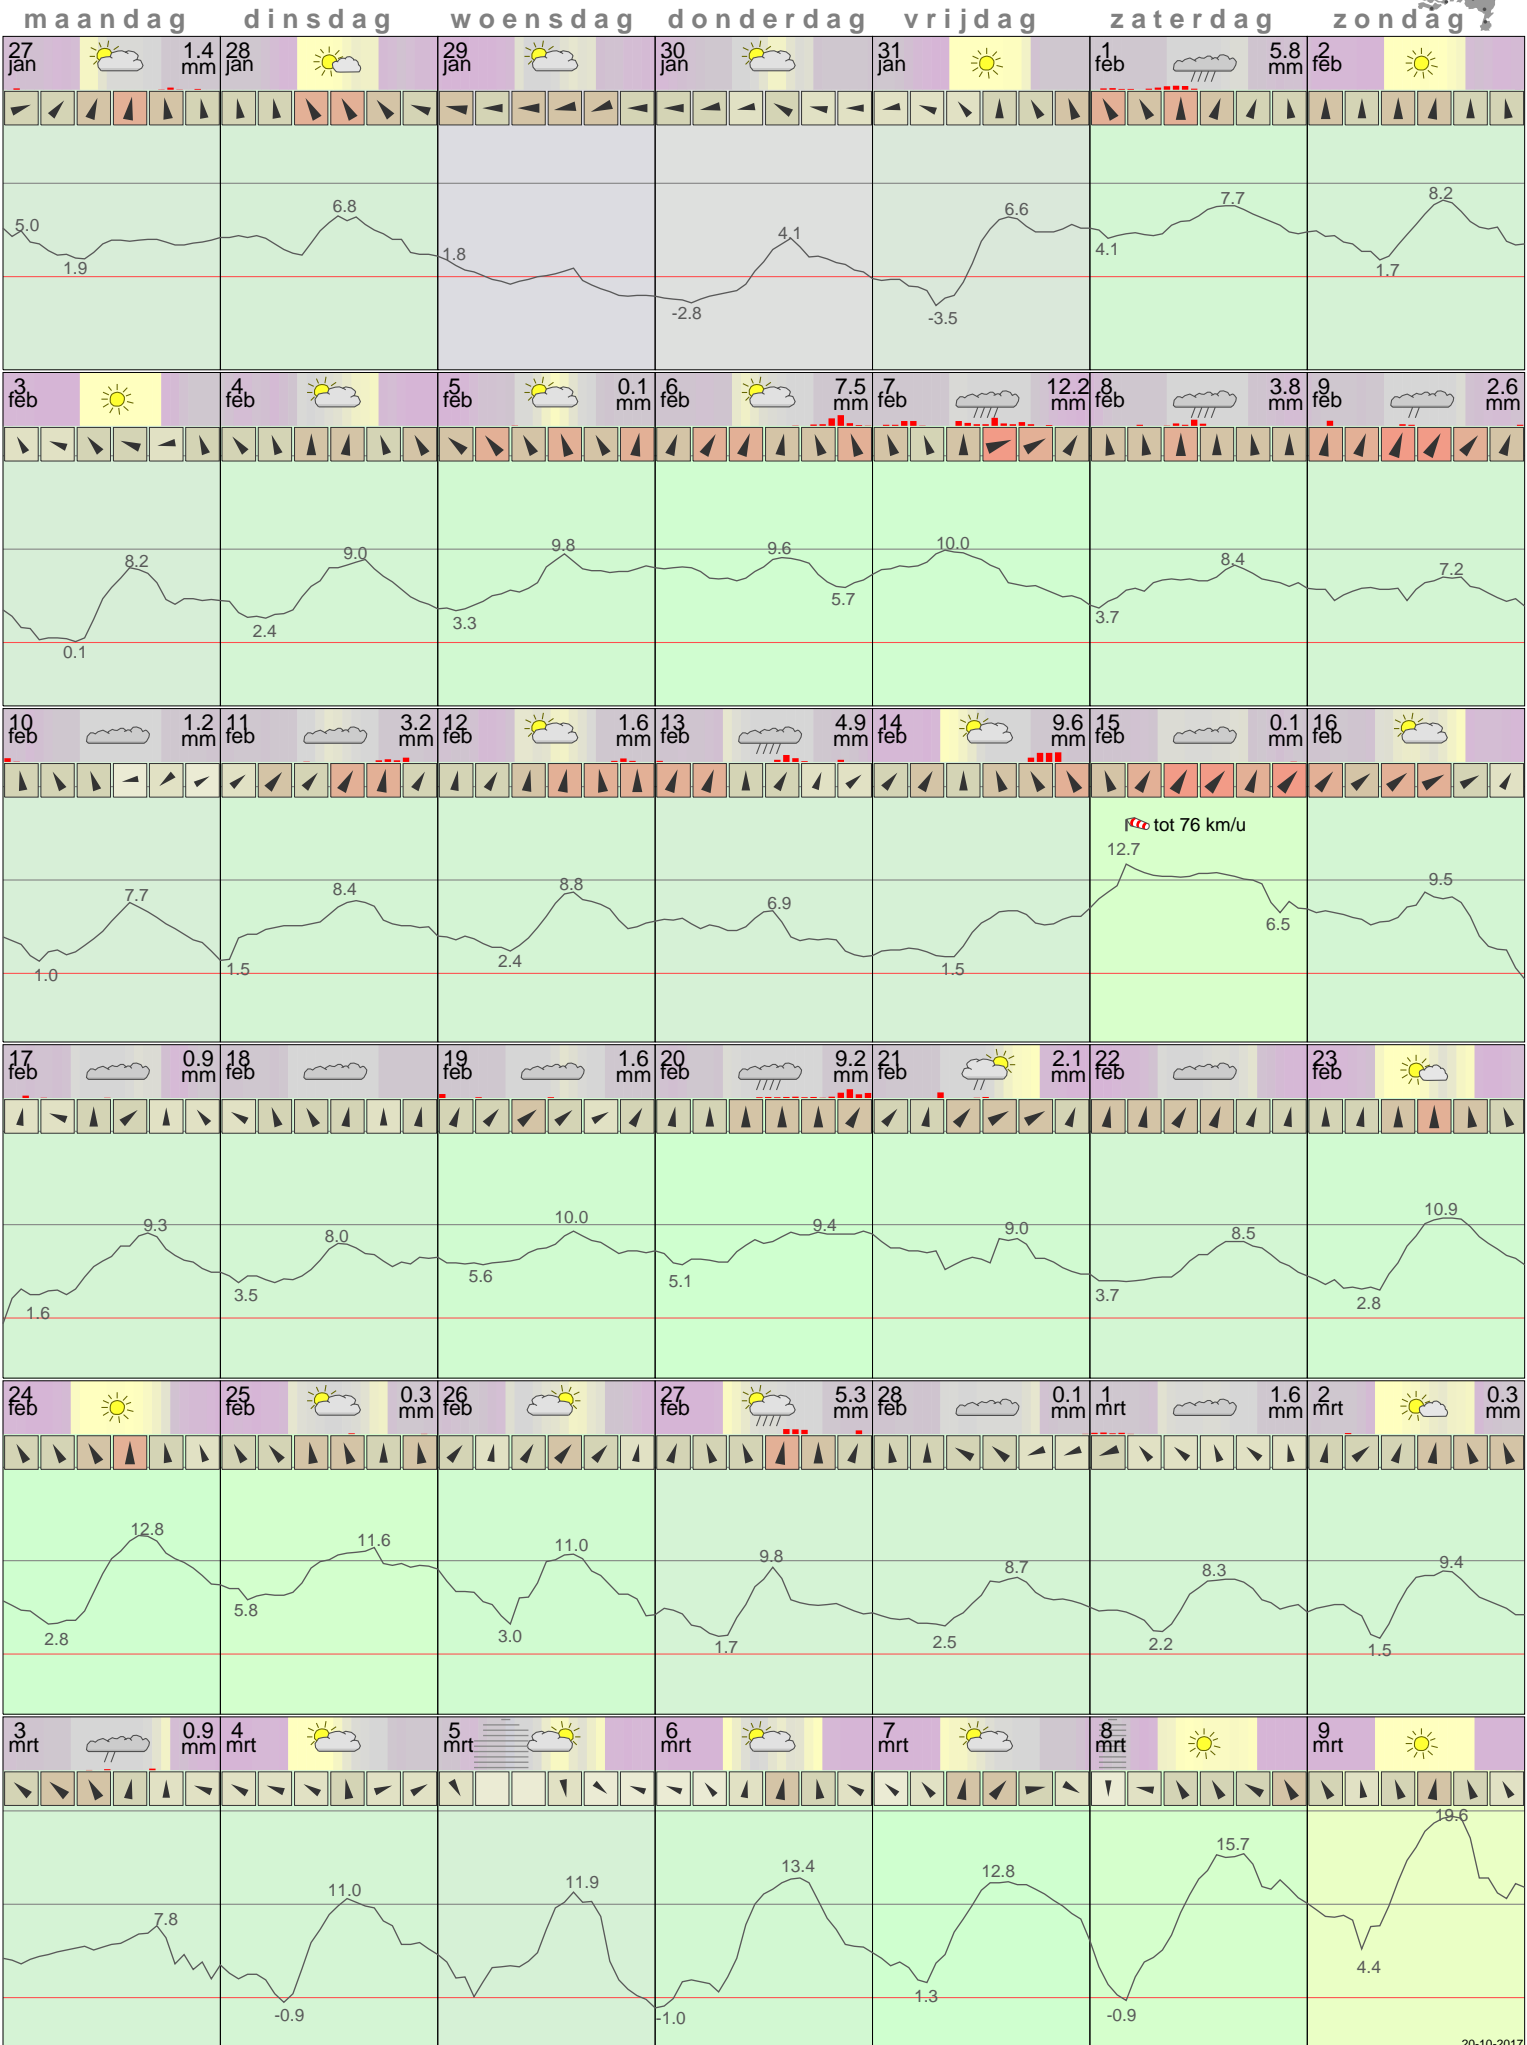 maandag dinsdag woensdag donderdag vrijdag zaterdag zondag
27 jan 1.4 mm 28 jan 29 jan 30 jan 31 jan 1 feb 5.8 mm 2 feb
5.0 1.9 6.8 1.8 -2.8 4.1 -3.5 6.6 4.1 7.7 1.7 8.2
3 feb 4 feb 5 feb 0.1 mm 6 feb 7.5 mm 7 feb 12.2 mm 8 feb 3.8 mm 9 feb 2.6 mm
0.1 8.2 2.4 9.0 3.3 9.8 9.6 5.7 10.0 3.7 8.4 7.2
10 feb 1.2 mm 11 feb 3.2 mm 12 feb 1.6 mm 13 feb 4.9 mm 14 feb 9.6 mm 15 feb 0.1 mm 16 feb
tot 76 km/u
1.0 7.7 1.5 8.4 2.4 8.8 6.9 1.5 12.7 6.5 9.5
17 feb 0.9 mm 18 feb 19 feb 1.6 mm 20 feb 9.2 mm 21 feb 2.1 mm 22 feb 23 feb
1.6 9.3 3.5 8.0 5.6 10.0 5.1 9.4 9.0 3.7 8.5 2.8 10.9
24 feb 25 feb 0.3 mm 26 feb 27 feb 5.3 mm 28 feb 0.1 mm 1 mrt 1.6 mm 2 mrt 0.3 mm
2.8 12.8 5.8 11.6 3.0 11.0 1.7 9.8 2.5 8.7 2.2 8.3 1.5 9.4
3 mrt 0.9 mm 4 mrt 5 mrt 6 mrt 7 mrt 8 mrt 9 mrt
7.8 -0.9 11.0 11.9 -1.0 13.4 1.3 12.8 -0.9 15.7 4.4 19.6
20-10-2017